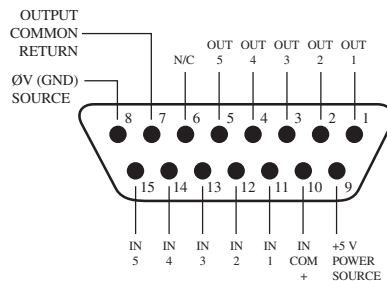 OUTPUT
COMMON
RETURN
ØV (GND)
SOURCE
N/C
OUT
5
OUT
4
OUT
3
OUT
2
OUT
1
8 7 6 5 4 3 2 1
15 14 13 12 11 10 9
IN
5
IN
4
IN
3
IN
2
IN
1
IN
COM
+
+5 V
POWER
SOURCE